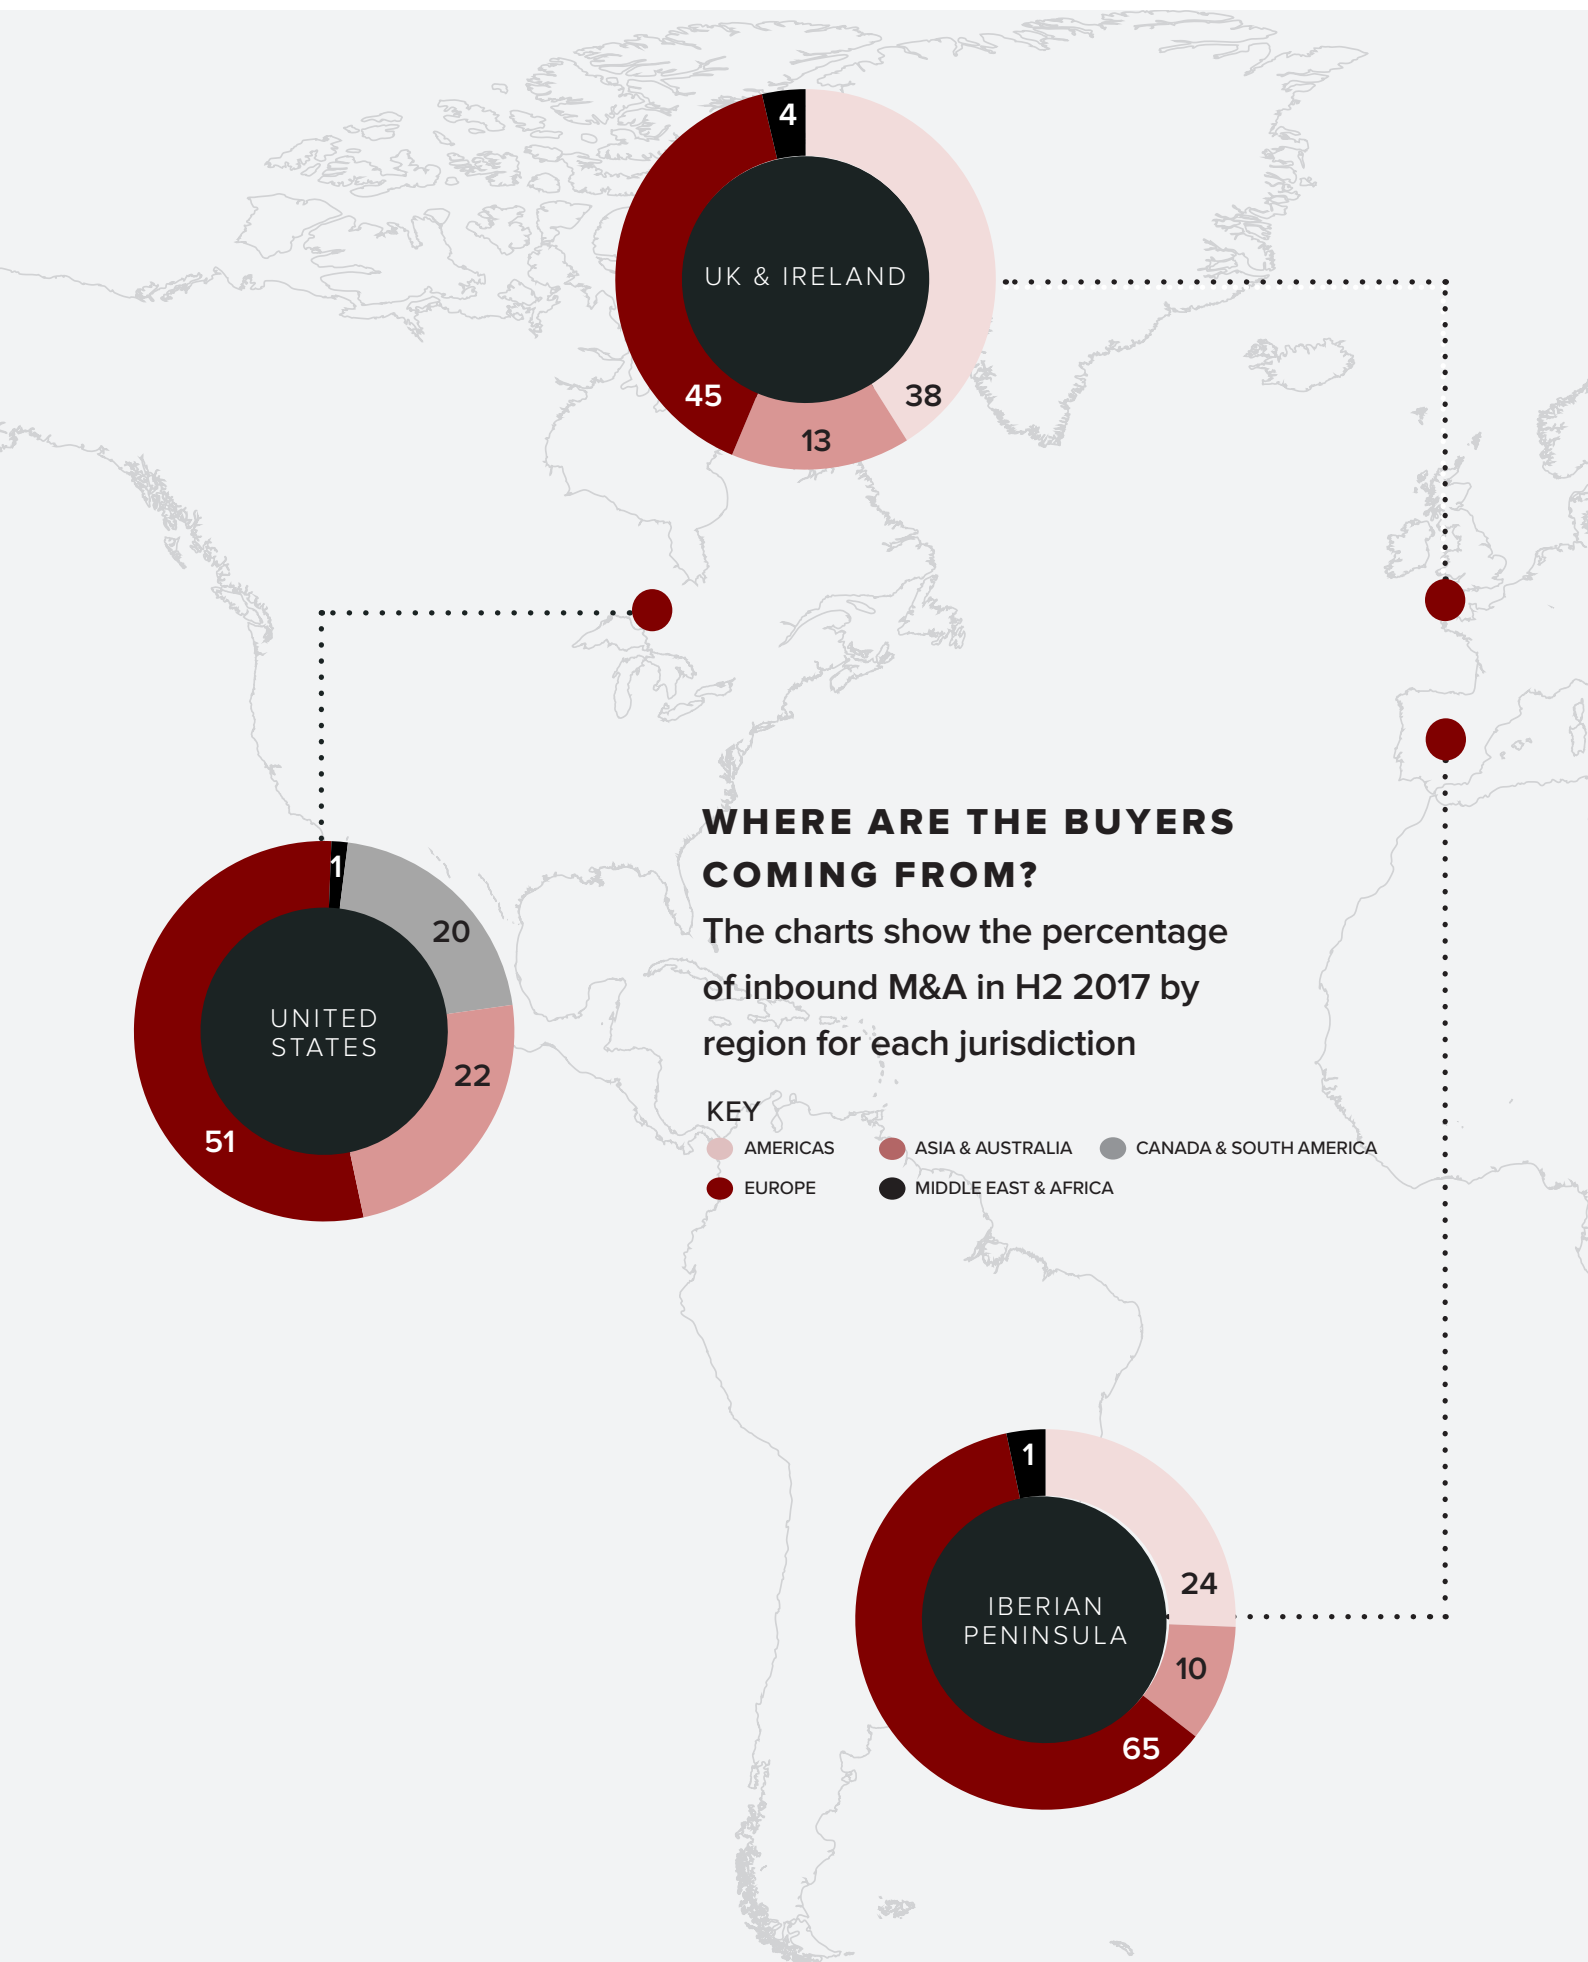 4
UK & IRELAND
45
38
13
WHERE ARE THE BUYERS
COMING FROM?
The charts show the percentage
of inbound M&A in H2 2017 by
region for each jurisdiction
KEY
AMERICAS
ASIA & AUSTRALIA
CANADA & SOUTH AMERICA
EUROPE
MIDDLE EAST & AFRICA
1
20
UNITED
STATES
22
51
1
24
IBERIAN
PENINSULA
10
65